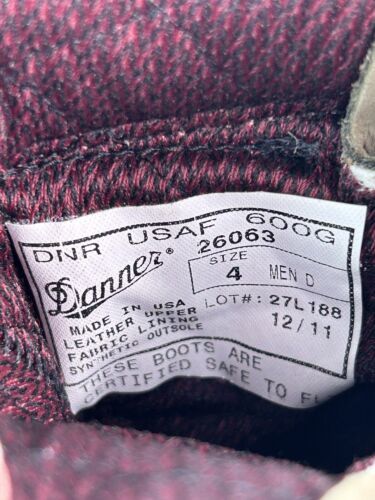 DNR USAF 600G
Danner® 26063
SIZE
4 MEN D
MADE IN USA LOT#: 27L188
LEATHER UPPER 12/11
FABRIC LINING
SYNTHETIC OUTSOLE
THESE BOOTS ARE
CERTIFIED SAFE TO